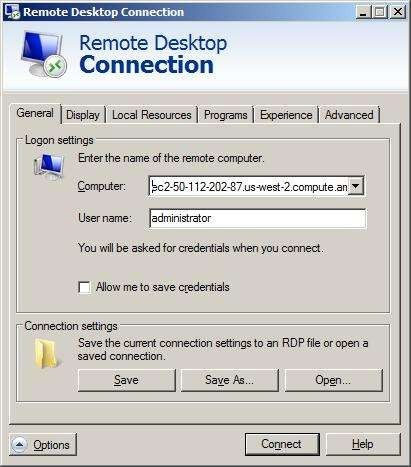 Remote Desktop Connection
Remote Desktop
Connection
General Display Local Resources Programs Experience Advanced
Logon settings
Enter the name of the remote computer.
Computer: ec2-50-112-202-87.us-west-2.compute.am
User name: administrator
You will be asked for credentials when you connect.
Allow me to save credentials
Connection settings
Save the current connection settings to an RDP file or open a
saved connection.
Save Save As... Open...
Options Connect Help